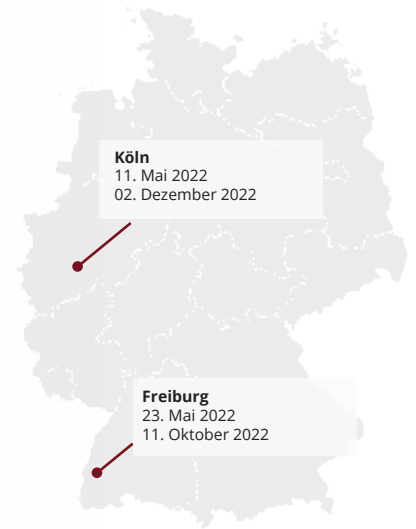 Köln
11. Mai 2022
02. Dezember 2022
Freiburg
23. Mai 2022
11. Oktober 2022